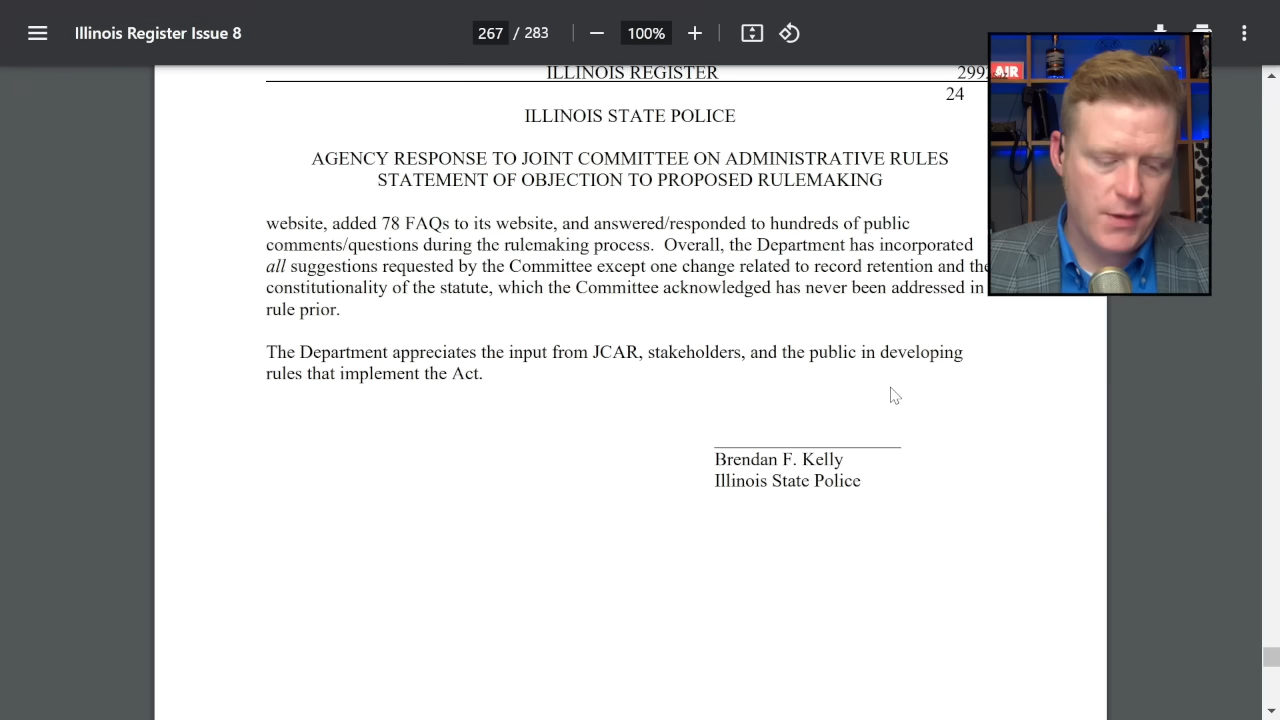 Illinois Register Issue 8
267 / 283
100%
AIR
ILLINOIS REGISTER
299
24
ILLINOIS STATE POLICE
AGENCY RESPONSE TO JOINT COMMITTEE ON ADMINISTRATIVE RULES
STATEMENT OF OBJECTION TO PROPOSED RULEMAKING
website, added 78 FAQs to its website, and answered/responded to hundreds of public
comments/questions during the rulemaking process. Overall, the Department has incorporated
all suggestions requested by the Committee except one change related to record retention and the
constitutionality of the statute, which the Committee acknowledged has never been addressed in
rule prior.
The Department appreciates the input from JCAR, stakeholders, and the public in developing
rules that implement the Act.
Brendan F. Kelly
Illinois State Police